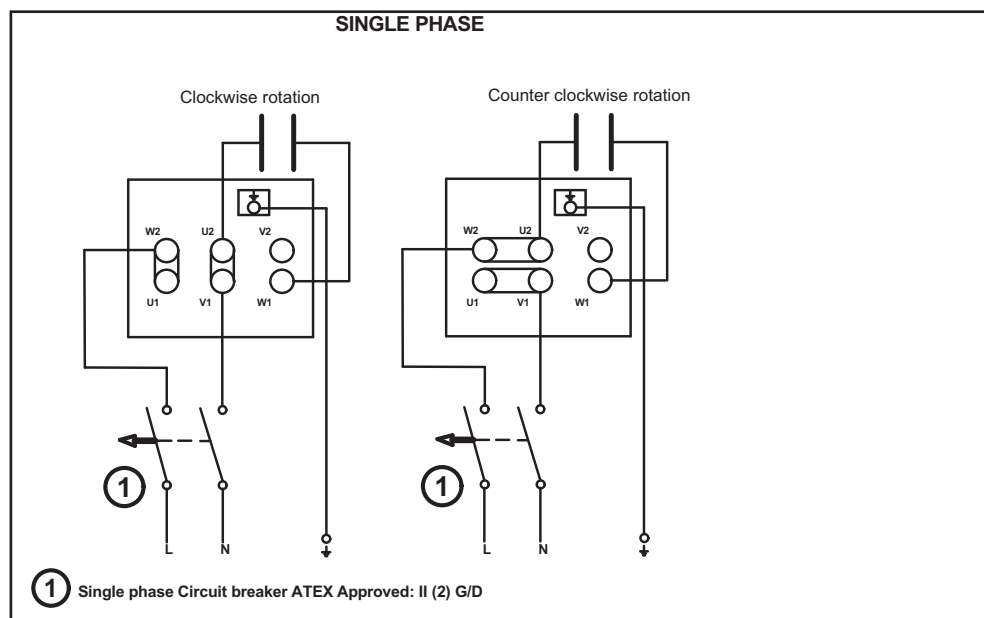 SINGLE PHASE
Clockwise rotation
Counter clockwise rotation
W2 U2 V2
U1 V1 W1
W2 U2 V2
U1 V1 W1
1
1
L N
L N
1 Single phase Circuit breaker ATEX Approved: II (2) G/D